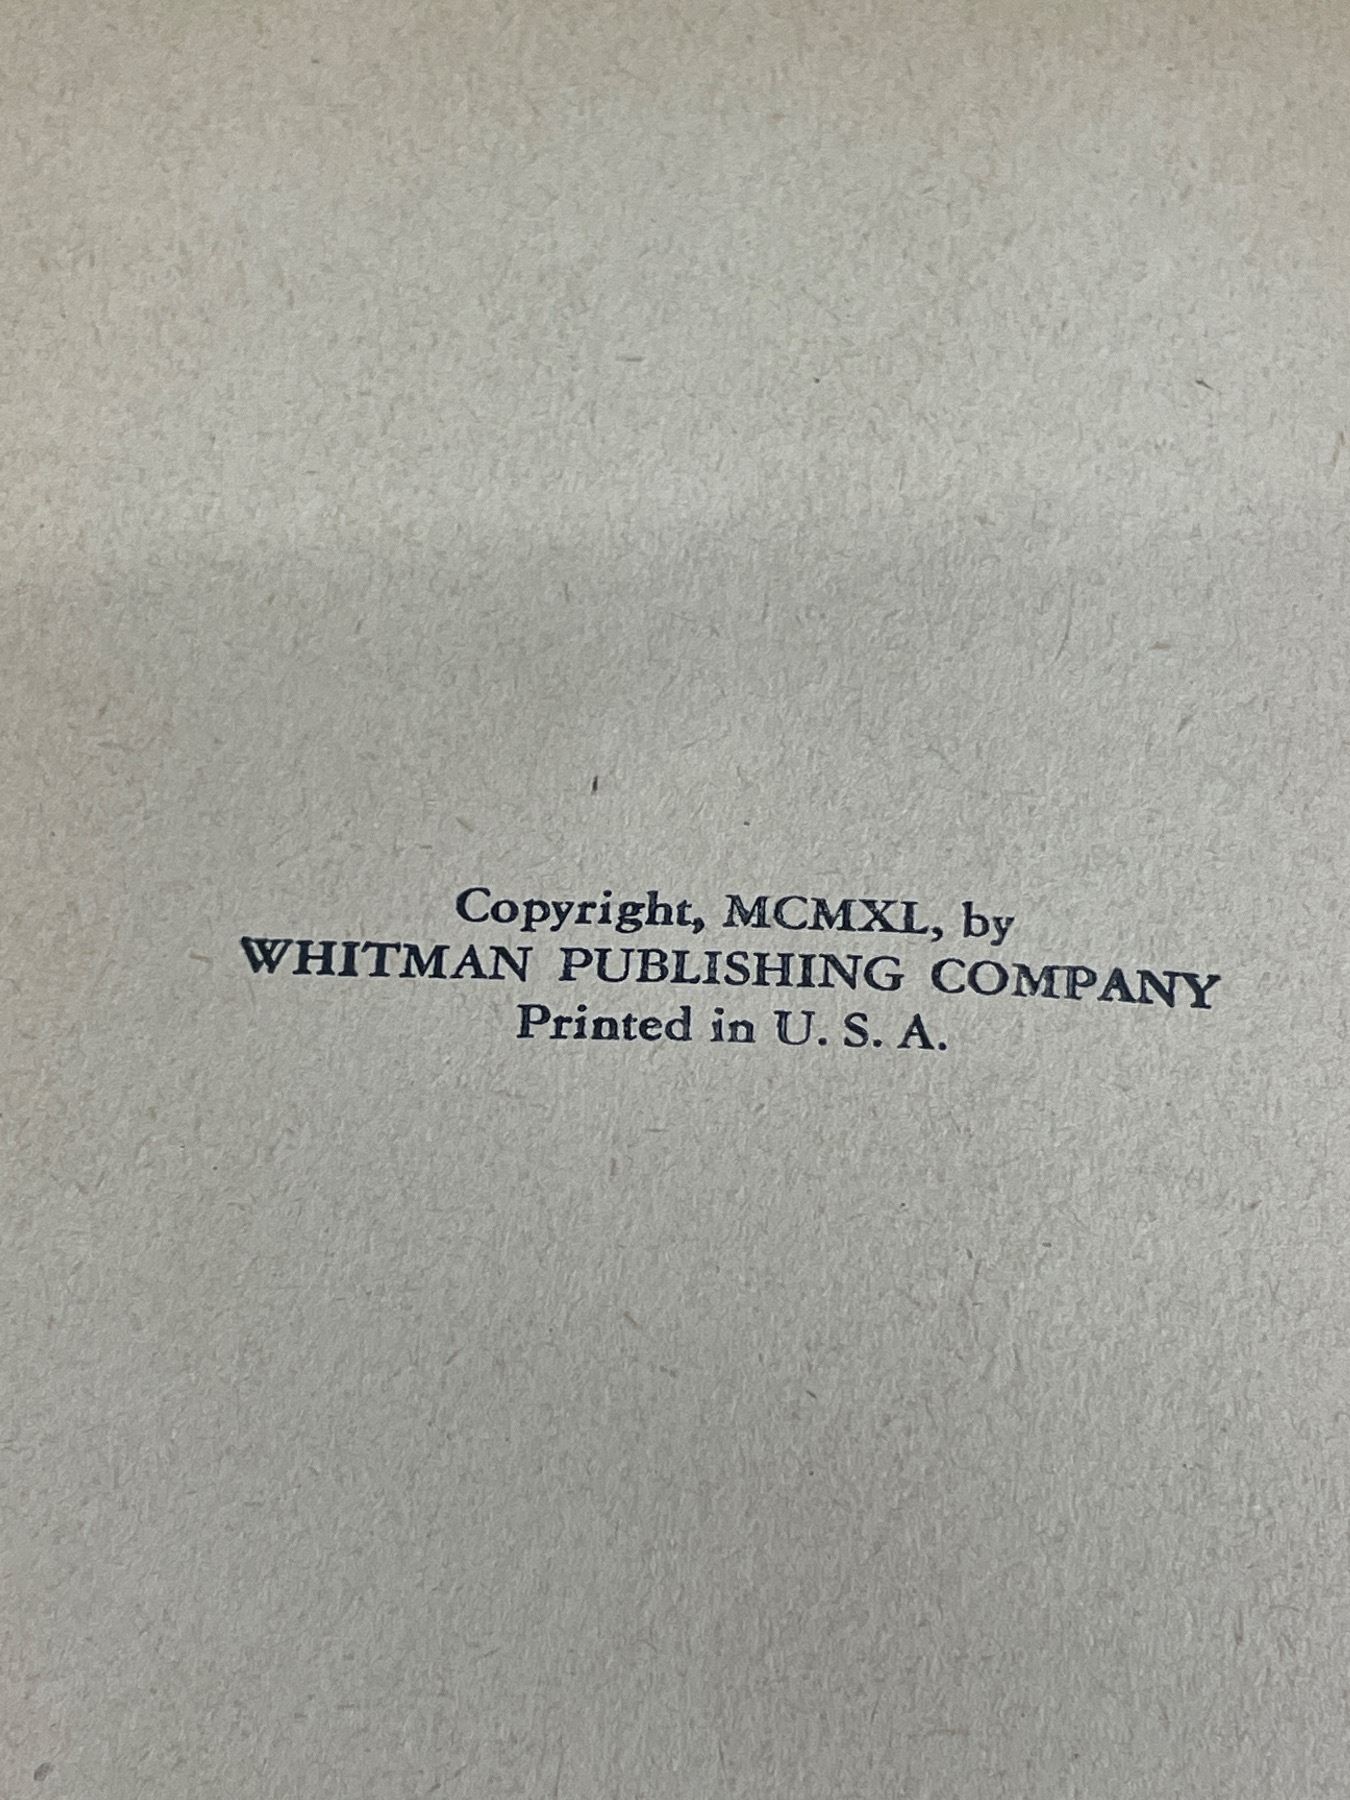 Copyright, MCMXL, by
WHITMAN PUBLISHING COMPANY
Printed in U. S. A.